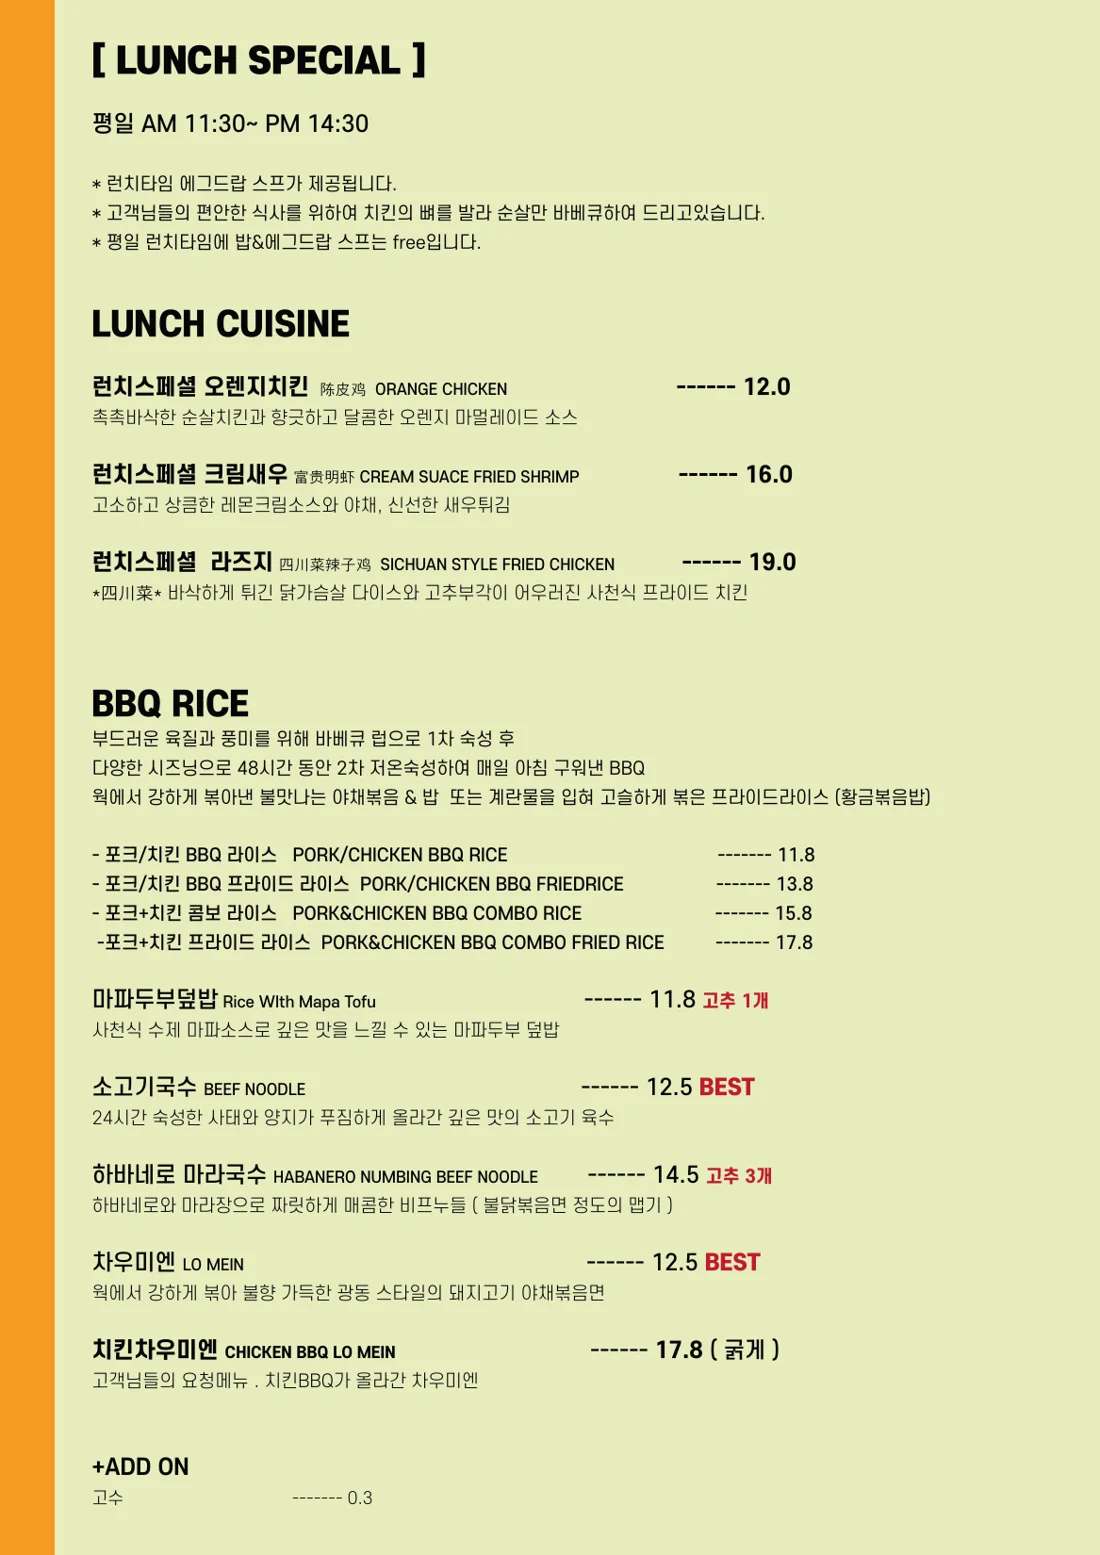 [ LUNCH SPECIAL ]
평일 AM 11:30~ PM 14:30
* 런치타임 에그드랍 스프가 제공됩니다.
* 고객님들의 편안한 식사를 위하여 치킨의 뼈를 발라 순살만 바베큐하여 드리고있습니다.
* 평일 런치타임에 밥&에그드랍 스프는 free입니다.
LUNCH CUISINE
런치스페셜 오렌지치킨 陈皮鸡 ORANGE CHICKEN ------ 12.0
촉촉바삭한 순살치킨과 향긋하고 달콤한 오렌지 마멀레이드 소스
런치스페셜 크림새우 富贵明虾 CREAM SUACE FRIED SHRIMP ------ 16.0
고소하고 상큼한 레몬크림소스와 야채, 신선한 새우튀김
런치스페셜 라즈지 四川菜辣子鸡 SICHUAN STYLE FRIED CHICKEN ------ 19.0
*四川菜* 바삭하게 튀긴 닭가슴살 다이스와 고추부각이 어우러진 사천식 프라이드 치킨
BBQ RICE
부드러운 육질과 풍미를 위해 바베큐 럽으로 1차 숙성 후
다양한 시즈닝으로 48시간 동안 2차 저온숙성하여 매일 아침 구워낸 BBQ
웍에서 강하게 볶아낸 불맛나는 야채볶음 & 밥 또는 계란물을 입혀 고슬하게 볶은 프라이드라이스 (황금볶음밥)
- 포크/치킨 BBQ 라이스 PORK/CHICKEN BBQ RICE ------- 11.8
- 포크/치킨 BBQ 프라이드 라이스 PORK/CHICKEN BBQ FRIEDRICE ------- 13.8
- 포크+치킨 콤보 라이스 PORK&CHICKEN BBQ COMBO RICE ------- 15.8
-포크+치킨 프라이드 라이스 PORK&CHICKEN BBQ COMBO FRIED RICE ------- 17.8
마파두부덮밥 Rice WIth Mapa Tofu ------ 11.8 고추 1개
사천식 수제 마파소스로 깊은 맛을 느낄 수 있는 마파두부 덮밥
소고기국수 BEEF NOODLE ------ 12.5 BEST
24시간 숙성한 사태와 양지가 푸짐하게 올라간 깊은 맛의 소고기 육수
하바네로 마라국수 HABANERO NUMBING BEEF NOODLE ------ 14.5 고추 3개
하바네로와 마라장으로 짜릿하게 매콤한 비프누들 ( 불닭볶음면 정도의 맵기 )
차우미엔 LO MEIN ------ 12.5 BEST
웍에서 강하게 볶아 불향 가득한 광동 스타일의 돼지고기 야채볶음면
치킨차우미엔 CHICKEN BBQ LO MEIN ------ 17.8 ( 굵게 )
고객님들의 요청메뉴 . 치킨BBQ가 올라간 차우미엔
+ADD ON
고수 ------- 0.3